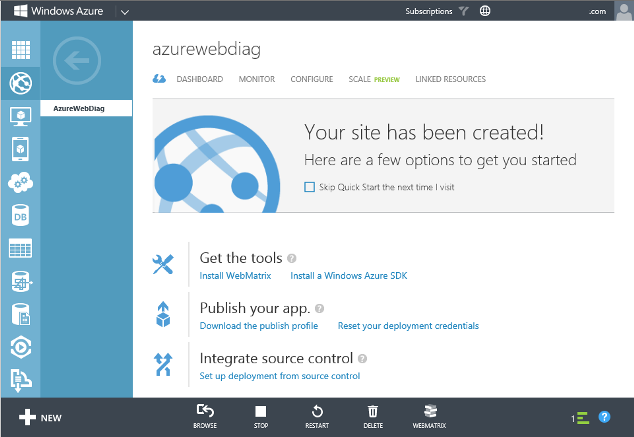 Windows Azure
Subscriptions
.com
azurewebdiag
DASHBOARD MONITOR CONFIGURE SCALE PREVIEW LINKED RESOURCES
AzureWebDiag
Your site has been created!
Here are a few options to get you started
Skip Quick Start the next time I visit
DB
Get the tools ?
Install WebMatrix Install a Windows Azure SDK
Publish your app. ?
Download the publish profile Reset your deployment credentials
Integrate source control ?
Set up deployment from source control
NEW
BROWSE STOP RESTART DELETE WEBMATRIX
1
?